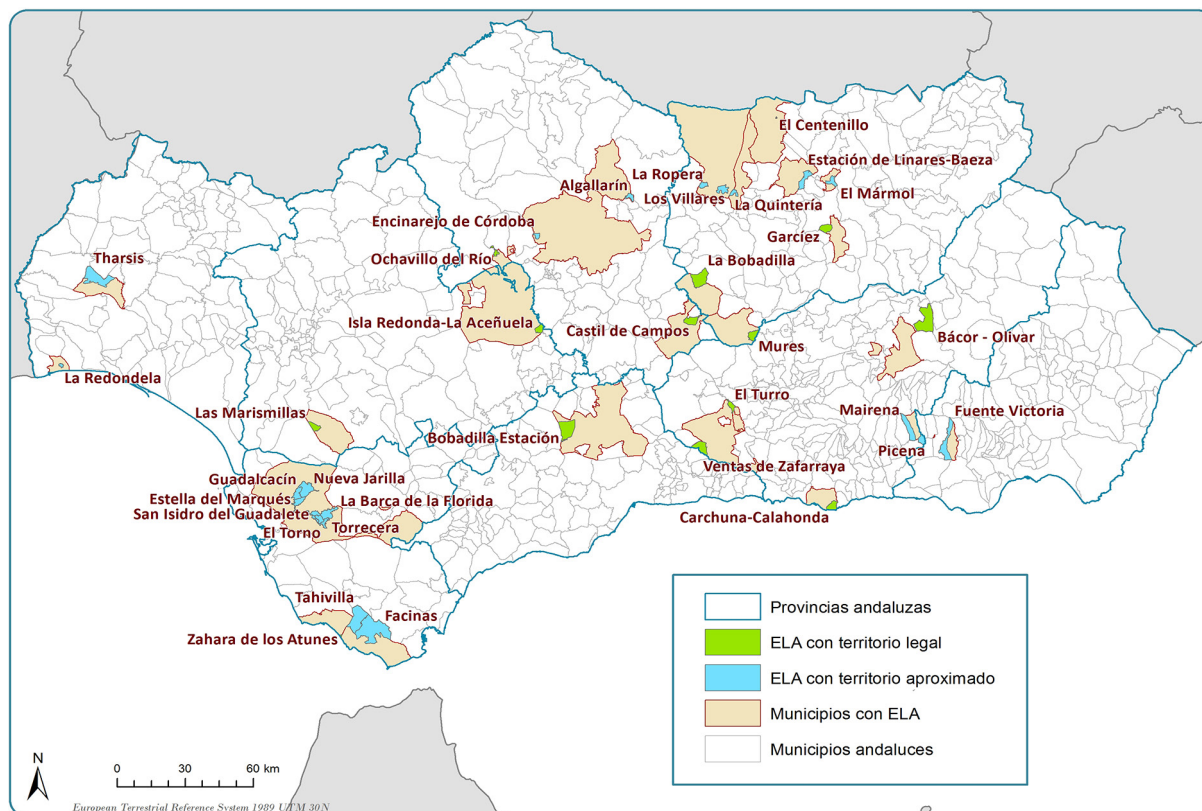 El Centenillo
Estación de Linares-Baeza
La Ropera
Algallarín
Los Villares
El Mármol
La Quintería
Encinarejo de Córdoba
Garcíez
Tharsis
Ochavillo del Río
La Bobadilla
Isla Redonda-La Aceñuela
Castil de Campos
Mures
Bácor - Olivar
La Redondela
El Turro
Las Marismillas
Mairena
Fuente Victoria
Bobadilla Estación
Picena
Ventas de Zafarraya
Guadalcacín
Nueva Jarilla
Estella del Marqués
La Barca de la Florida
San Isidro del Guadalete
Carchuna-Calahonda
El Torno
Torrecera
Tahivilla
Facinas
Zahara de los Atunes
Provincias andaluzas
ELA con territorio legal
ELA con territorio aproximado
Municipios con ELA
Municipios andaluces
N
0 30 60 km
European Terrestrial Reference System 1989 UTM 30N